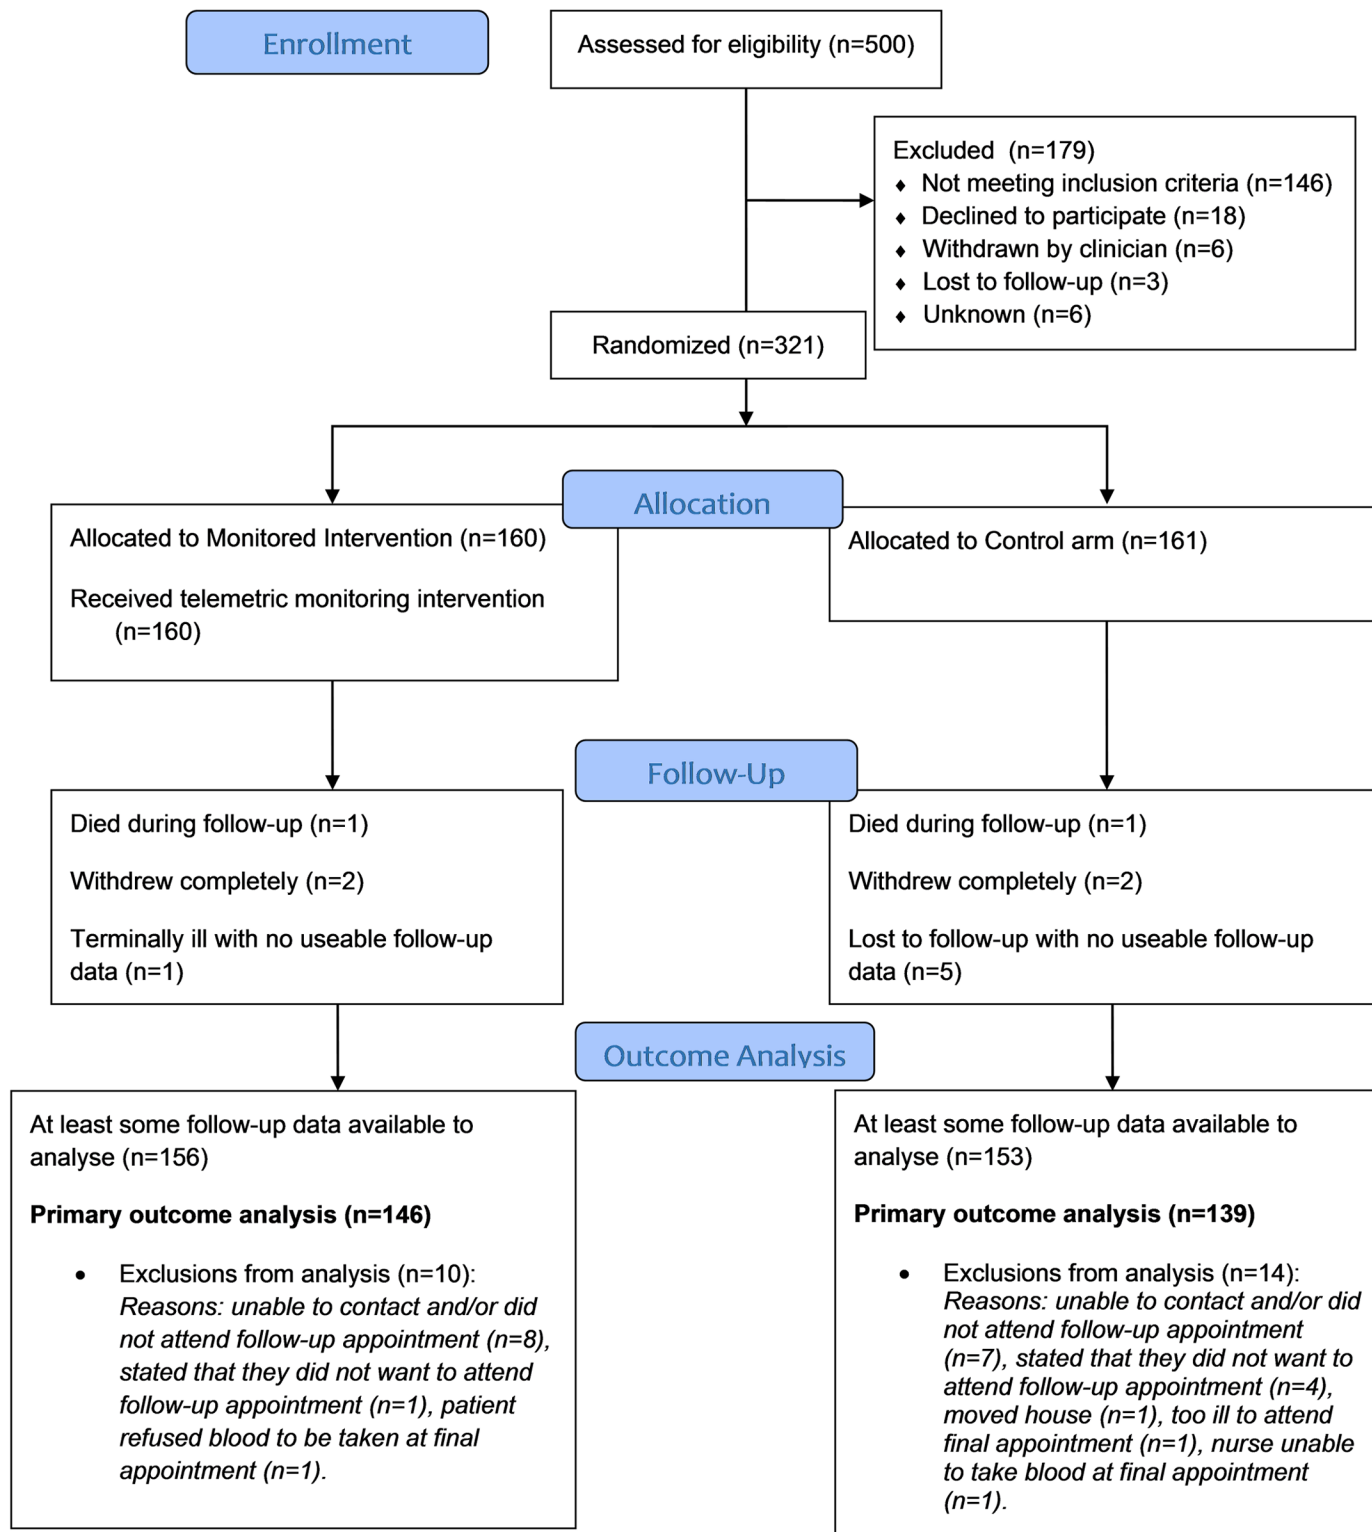 Enrollment
Assessed for eligibility (n=500)
Excluded  (n=179)
♦ Not meeting inclusion criteria (n=146)
♦ Declined to participate (n=18)
♦ Withdrawn by clinician (n=6)
♦ Lost to follow-up (n=3)
♦ Unknown (n=6)
Randomized (n=321)
Allocation
Allocated to Monitored Intervention (n=160)
Received telemetric monitoring intervention
(n=160)
Allocated to Control arm (n=161)
Follow-Up
Died during follow-up (n=1)
Withdrew completely (n=2)
Terminally ill with no useable follow-up
data (n=1)
Died during follow-up (n=1)
Withdrew completely (n=2)
Lost to follow-up with no useable follow-up
data (n=5)
Outcome Analysis
At least some follow-up data available to
analyse (n=156)
Primary outcome analysis (n=146)
• Exclusions from analysis (n=10):
Reasons: unable to contact and/or did
not attend follow-up appointment (n=8),
stated that they did not want to attend
follow-up appointment (n=1), patient
refused blood to be taken at final
appointment (n=1).
At least some follow-up data available to
analyse (n=153)
Primary outcome analysis (n=139)
• Exclusions from analysis (n=14):
Reasons: unable to contact and/or did
not attend follow-up appointment
(n=7), stated that they did not want to
attend follow-up appointment (n=4),
moved house (n=1), too ill to attend
final appointment (n=1), nurse unable
to take blood at final appointment
(n=1).